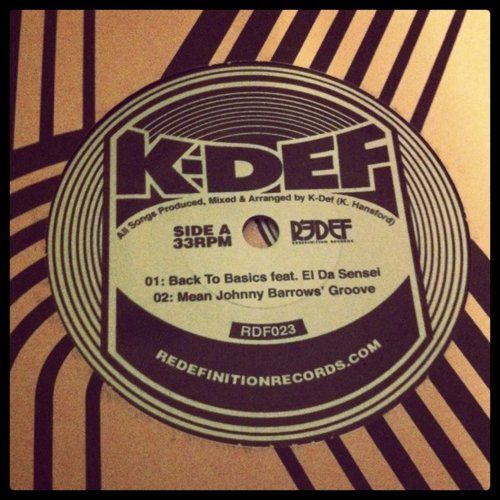 K-DEF
All Songs Produced, Mixed & Arranged by K-Def (K. Hansford)
SIDE A
33RPM
REDEF
REDEFINITION RECORDS
01: Back To Basics feat. El Da Sensei
02: Mean Johnny Barrows' Groove
RDF023
REDEFINITIONRECORDS.COM